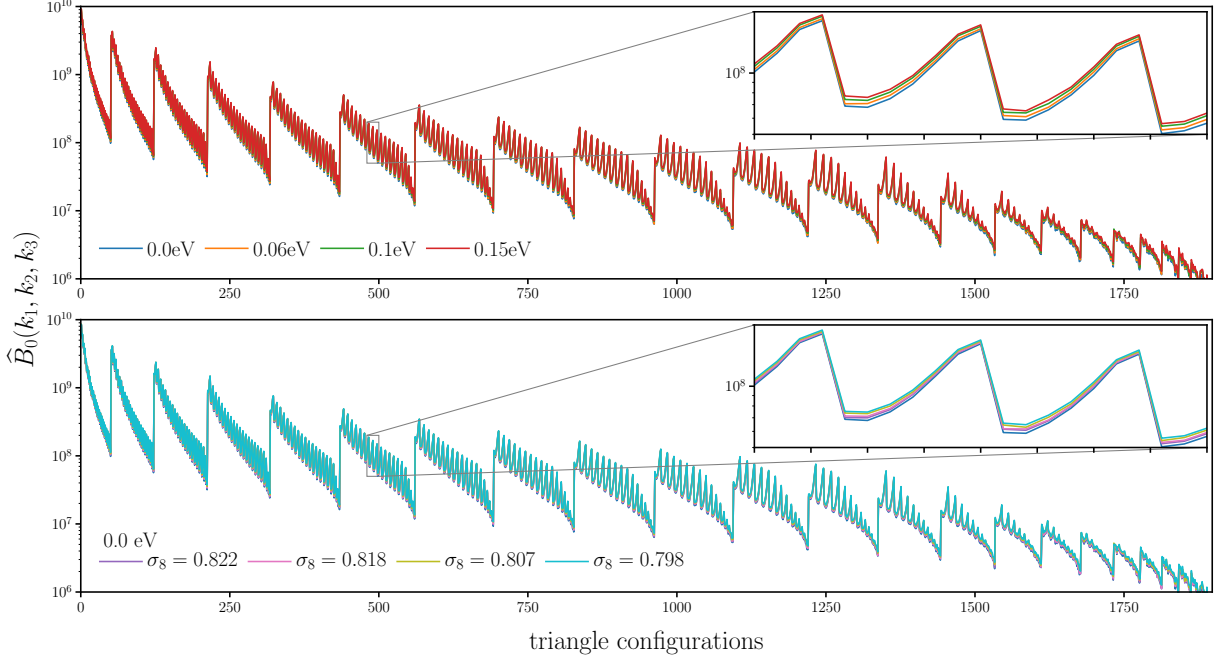 10^10
10^9
10^8
10^7
10^6
10^8
0.0eV 0.06eV 0.1eV 0.15eV
0 250 500 750 1000 1250 1500 1750
B̂₀(k₁, k₂, k₃)
10^10
10^9
10^8
10^7
10^6
10^8
0.0 eV
σ₈ = 0.822 σ₈ = 0.818 σ₈ = 0.807 σ₈ = 0.798
0 250 500 750 1000 1250 1500 1750
triangle configurations